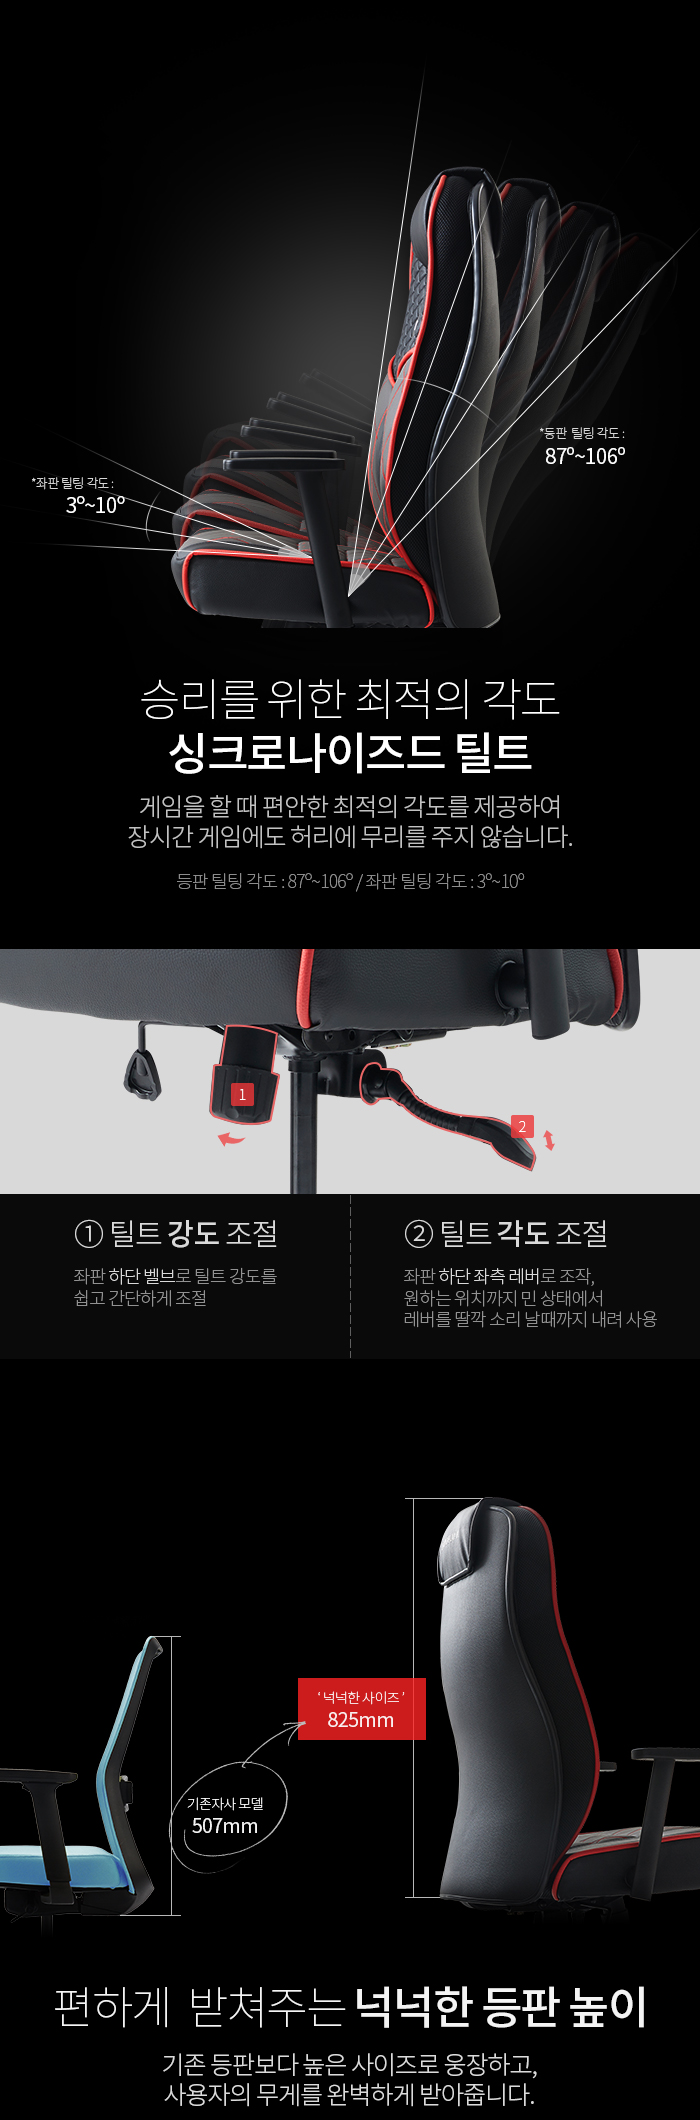 *등판 틸팅 각도 :
87º~106º
*좌판 틸팅 각도 :
3º~10º
승리를 위한 최적의 각도
싱크로나이즈드 틸트
게임을 할 때 편안한 최적의 각도를 제공하여
장시간 게임에도 허리에 무리를 주지 않습니다.
등판 틸팅 각도 : 87º~106º / 좌판 틸팅 각도 : 3º~10º
1
2
① 틸트 강도 조절
좌판 하단 벨브로 틸트 강도를
쉽고 간단하게 조절
② 틸트 각도 조절
좌판 하단 좌측 레버로 조작,
원하는 위치까지 민 상태에서
레버를 딸깍 소리 날때까지 내려 사용
‘ 넉넉한 사이즈 ’
825mm
기존자사 모델
507mm
편하게 받쳐주는 넉넉한 등판 높이
기존 등판보다 높은 사이즈로 웅장하고,
사용자의 무게를 완벽하게 받아줍니다.